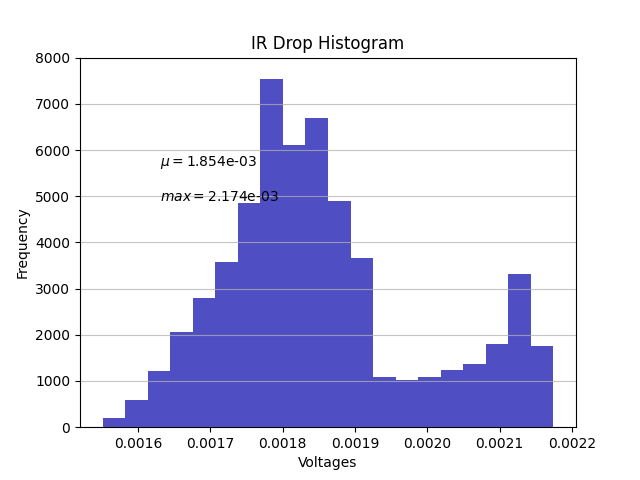 IR Drop Histogram
8000
7000
6000
5000
4000
3000
2000
1000
0
Frequency
μ = 1.854e-03
max = 2.174e-03
0.0016 0.0017 0.0018 0.0019 0.0020 0.0021 0.0022
Voltages